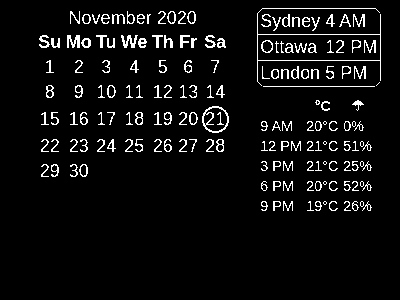 November 2020
Su Mo Tu We Th Fr Sa
1 2 3 4 5 6 7
8 9 10 11 12 13 14
15 16 17 18 19 20 21
22 23 24 25 26 27 28
29 30
Sydney 4 AM
Ottawa 12 PM
London 5 PM
°C ☂
9 AM 20°C 0%
12 PM 21°C 51%
3 PM 21°C 25%
6 PM 20°C 52%
9 PM 19°C 26%